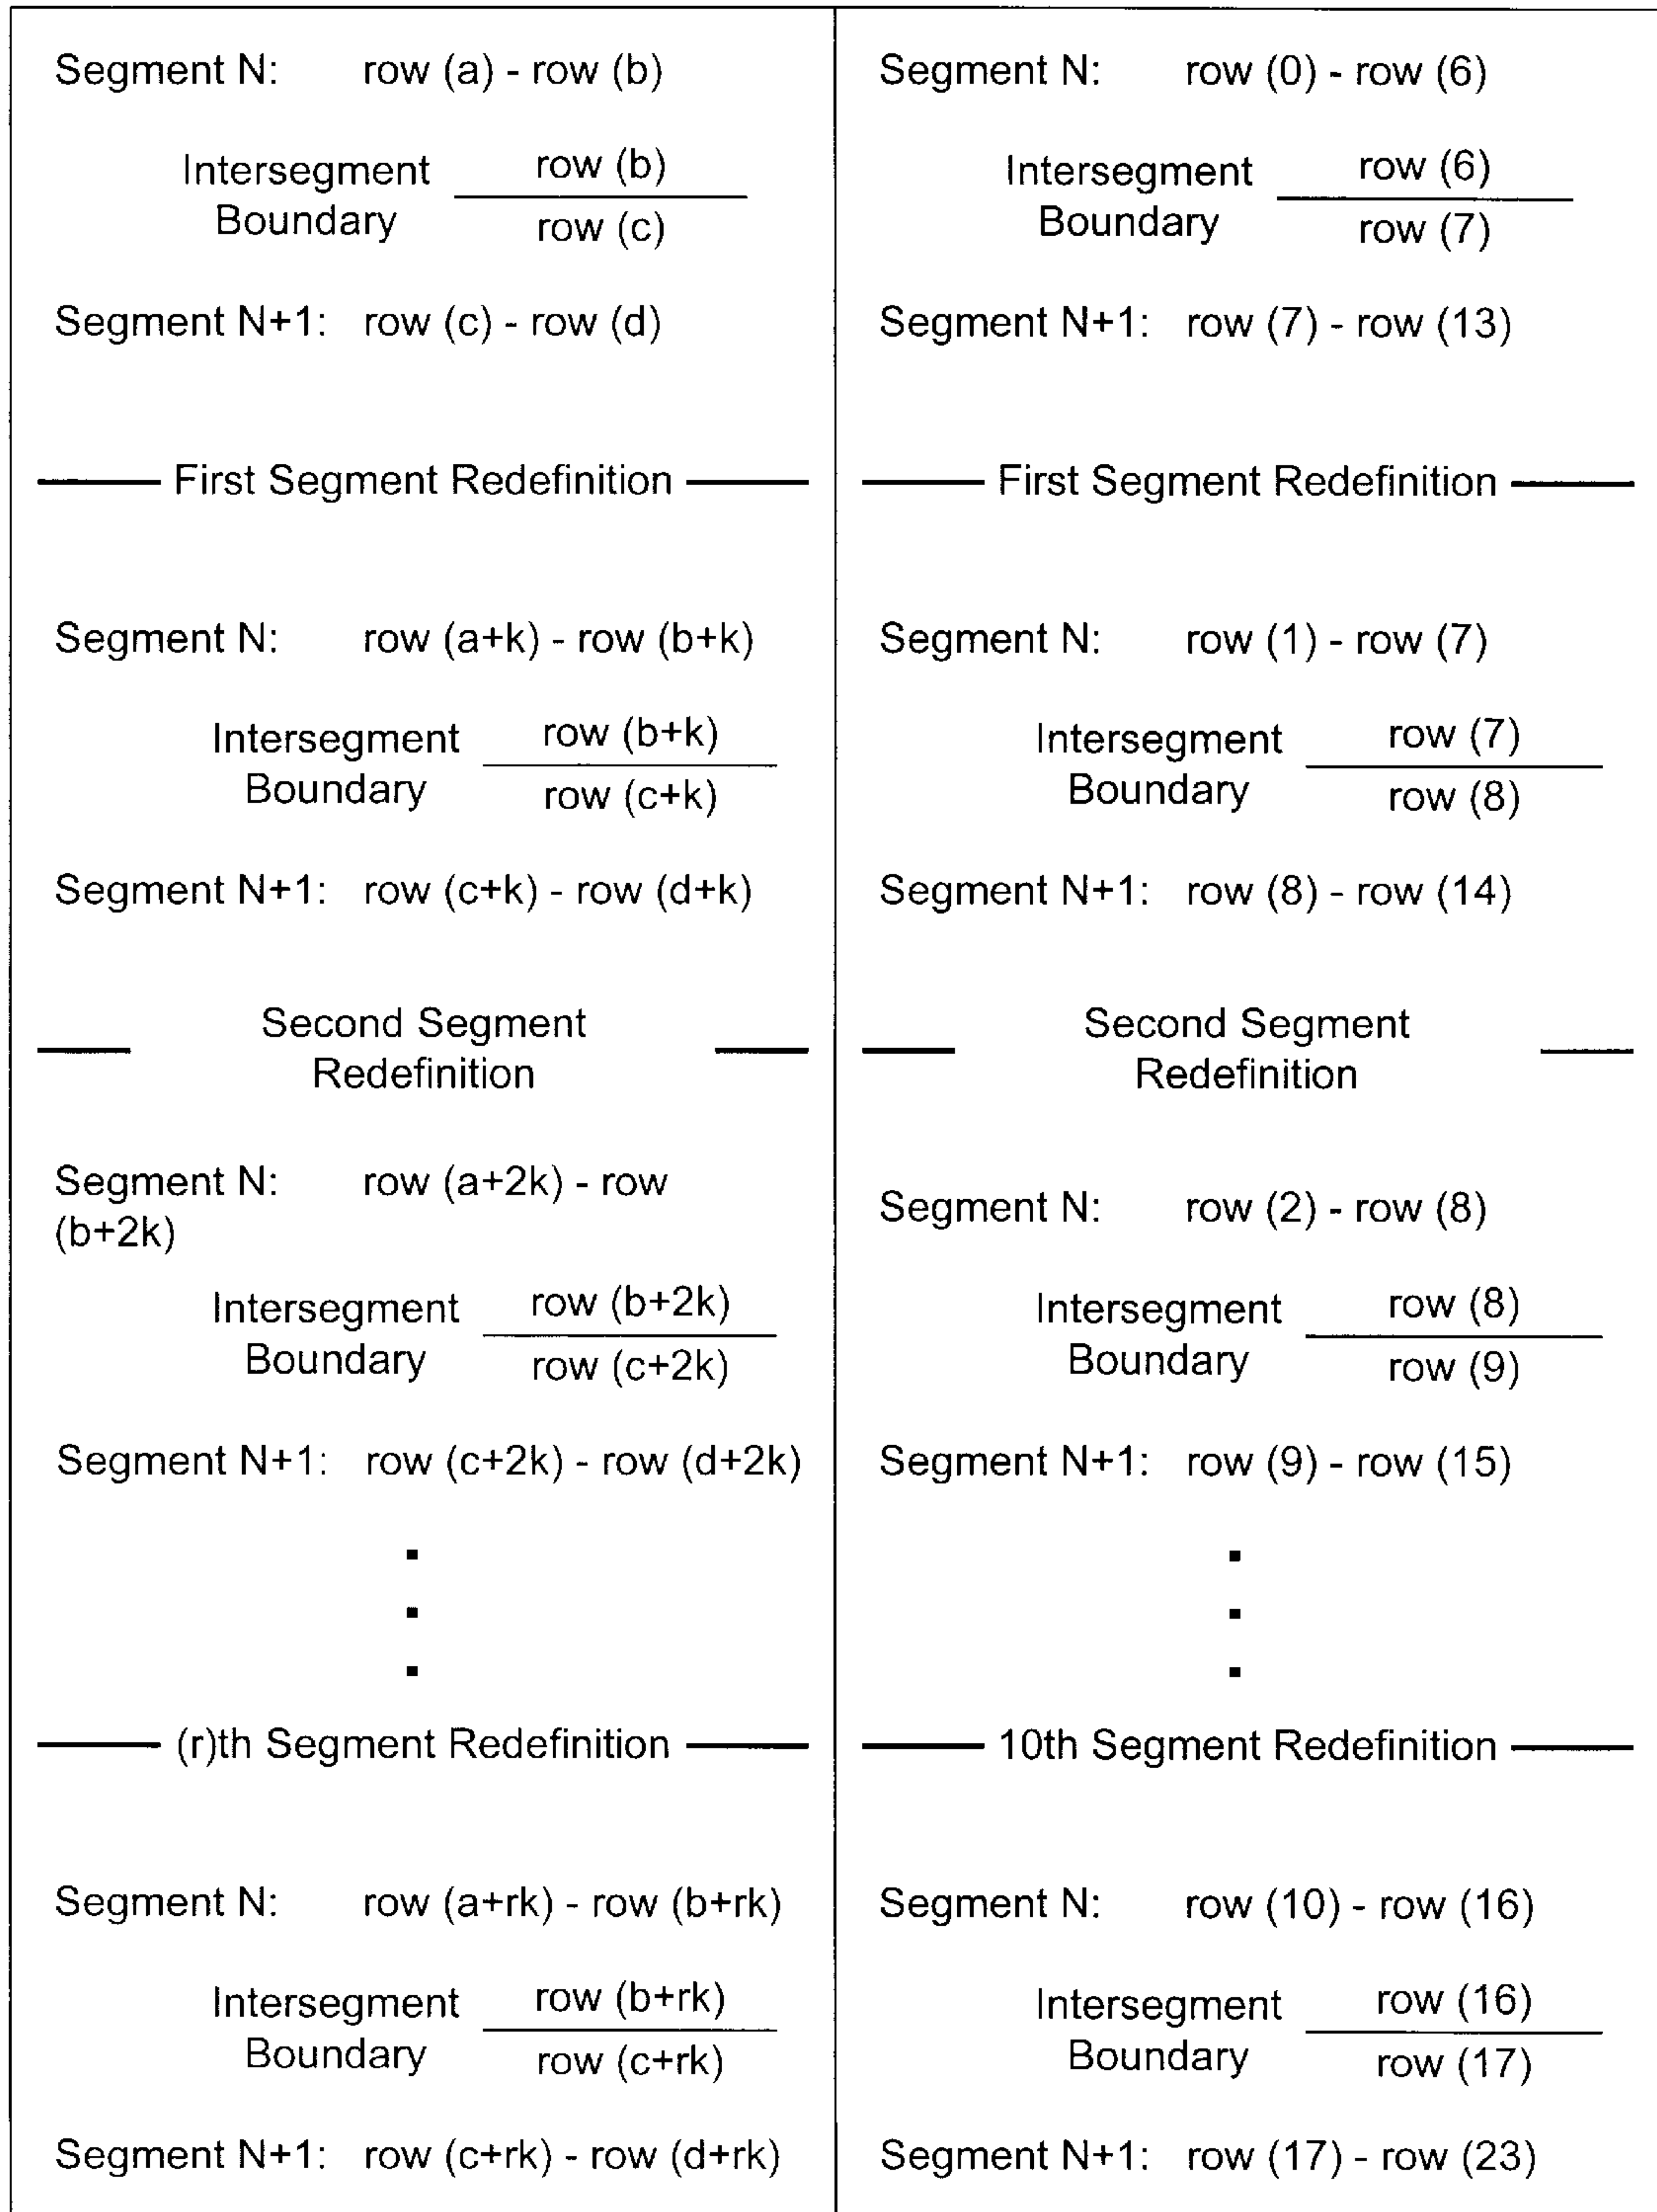 Segment N: row (a) - row (b)
Intersegment Boundary
row (b)
row (c)
Segment N+1: row (c) - row (d)
First Segment Redefinition
Segment N: row (a+k) - row (b+k)
Intersegment Boundary
row (b+k)
row (c+k)
Segment N+1: row (c+k) - row (d+k)
Second Segment
Redefinition
Segment N: row (a+2k) - row
(b+2k)
Intersegment Boundary
row (b+2k)
row (c+2k)
Segment N+1: row (c+2k) - row (d+2k)
(r)th Segment Redefinition
Segment N: row (a+rk) - row (b+rk)
Intersegment Boundary
row (b+rk)
row (c+rk)
Segment N+1: row (c+rk) - row (d+rk)
Segment N: row (0) - row (6)
Intersegment Boundary
row (6)
row (7)
Segment N+1: row (7) - row (13)
First Segment Redefinition
Segment N: row (1) - row (7)
Intersegment Boundary
row (7)
row (8)
Segment N+1: row (8) - row (14)
Second Segment
Redefinition
Segment N: row (2) - row (8)
Intersegment Boundary
row (8)
row (9)
Segment N+1: row (9) - row (15)
10th Segment Redefinition
Segment N: row (10) - row (16)
Intersegment Boundary
row (16)
row (17)
Segment N+1: row (17) - row (23)